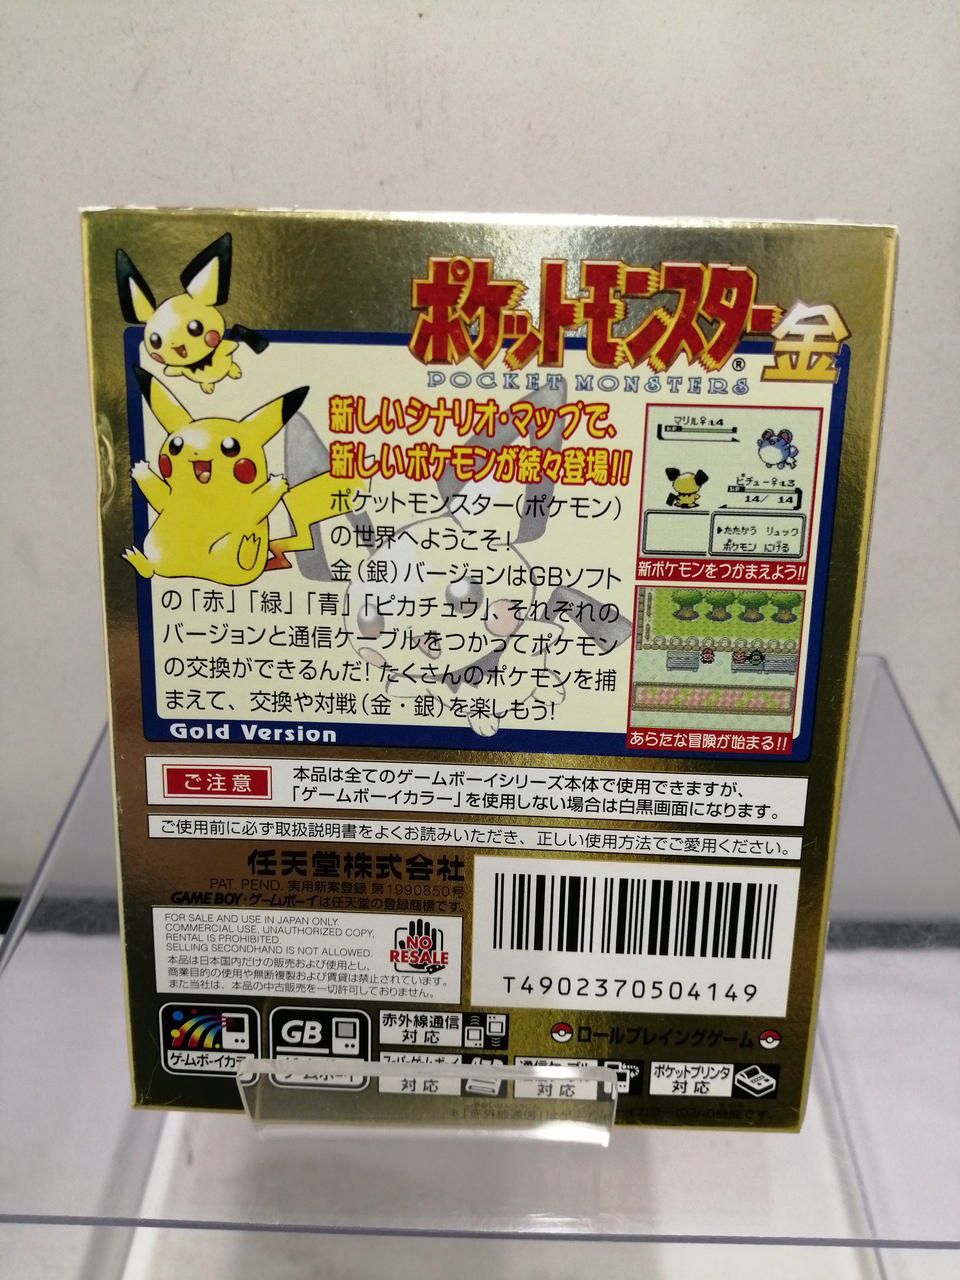 ポケットモンスター 金
®
POCKET MONSTERS
新しいシナリオ・マップで、
新しいポケモンが続々登場!!
ポケットモンスター(ポケモン)
の世界へようこそ!
金(銀)バージョンはGBソフト
の「赤」「緑」「青」「ピカチュウ」、それぞれの
バージョンと通信ケーブルをつかってポケモン
の交換ができるんだ!たくさんのポケモンを捕
まえて、交換や対戦(金・銀)を楽しもう!
Gold Version
マリル♀:L4
ピチュー♀:L3
14/ 14
▶たたかう リュック
ポケモン にげる
新ポケモンをつかまえよう!!
あらたな冒険が始まる!!
ご注意
本品は全てのゲームボーイシリーズ本体で使用できますが、
「ゲームボーイカラー」を使用しない場合は白黒画面になります。
ご使用前に必ず取扱説明書をよくお読みいただき、正しい使用方法でご愛用ください。
任天堂株式会社
PAT. PEND. 実用新案登録 第1990850号
GAME BOY・ゲームボーイは任天堂の登録商標です。
FOR SALE AND USE IN JAPAN ONLY.
COMMERCIAL USE, UNAUTHORIZED COPY,
RENTAL IS PROHIBITED.
SELLING SECONDHAND IS NOT ALLOWED.
本品は日本国内だけの販売および使用とし、
商業目的の使用や無断複製および賃貸は禁止されています。
また当社は、本品の中古販売を一切許可しておりません。
NO
RESALE
T4902370504149
ゲームボーイカラー
GB
ゲームボーイ
赤外線通信
対応
スーパーゲームボーイ
対応
通信ケーブル
対応
ポケットプリンタ
対応
ロールプレイングゲーム